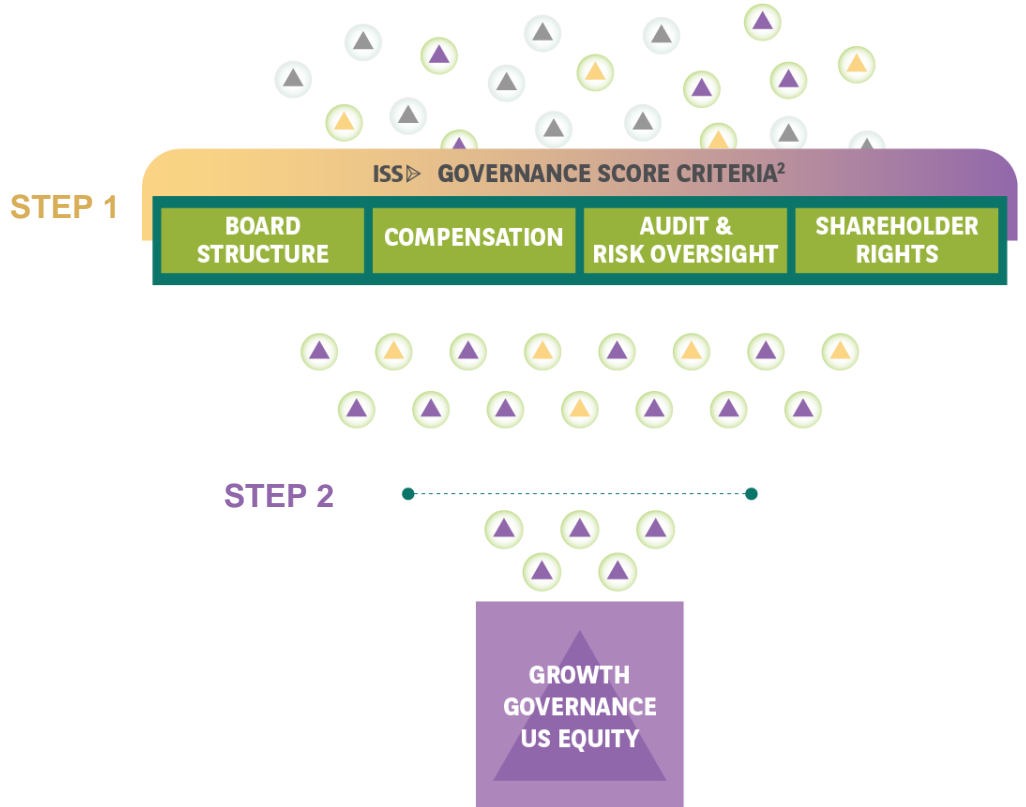 ISS GOVERNANCE SCORE CRITERIA²
STEP 1
BOARD
STRUCTURE
COMPENSATION
AUDIT &
RISK OVERSIGHT
SHAREHOLDER
RIGHTS
STEP 2
GROWTH
GOVERNANCE
US EQUITY